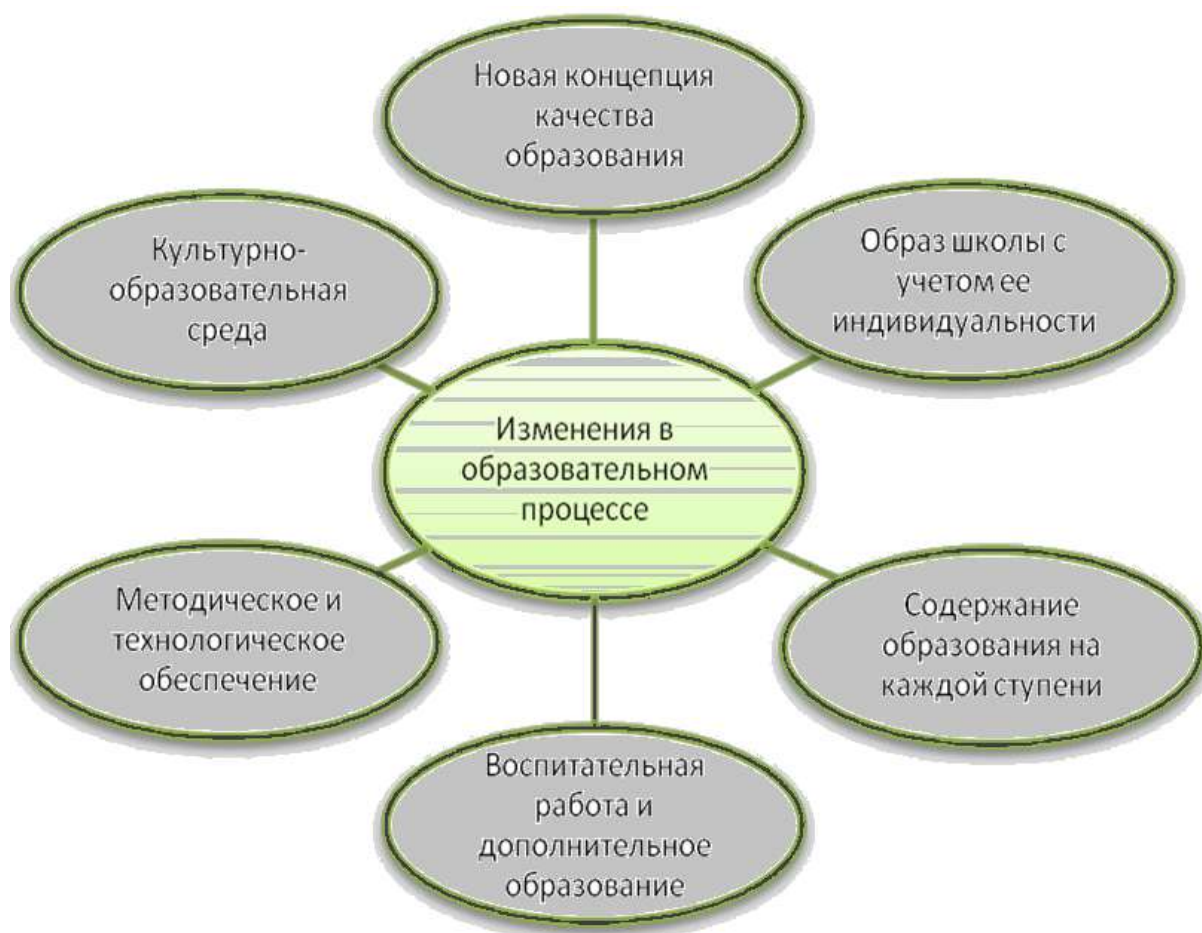 Новая концепция
качества
образования
Культурно-
образовательная
среда
Образ школы с
учетом ее
индивидуальности
Изменения в
образовательном
процессе
Методическое и
технологическое
обеспечение
Содержание
образования на
каждой ступени
Воспитательная
работа и
дополнительное
образование